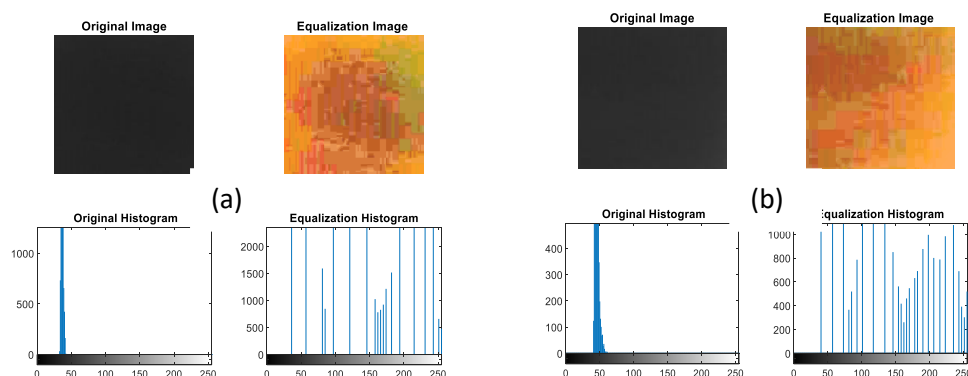 Original Image
Equalization Image
Original Image
Equalization Image
(a)
(b)
Original Histogram
Equalization Histogram
Original Histogram
Equalization Histogram
1000
500
0
0 50 100 150 200 250
2000
1500
1000
500
0
0 50 100 150 200 250
400
300
200
100
0
0 50 100 150 200 250
1000
800
600
400
200
0
0 50 100 150 200 250